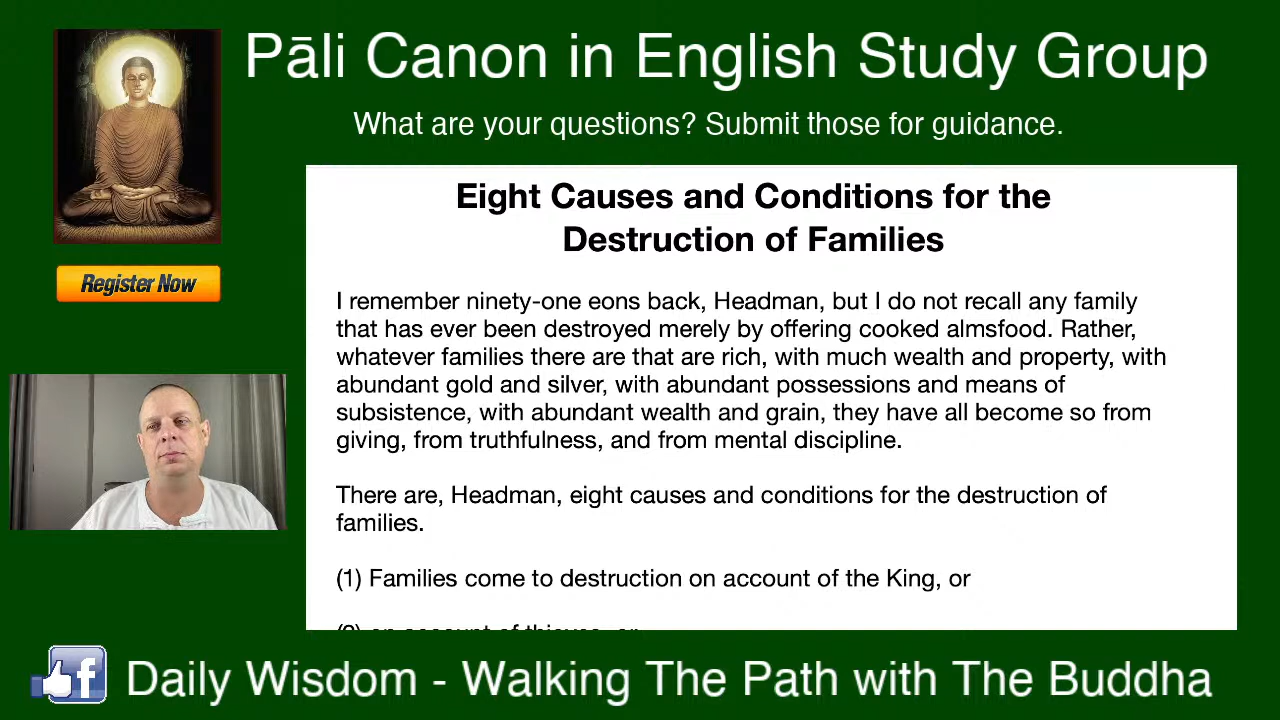 Pāli Canon in English Study Group
What are your questions? Submit those for guidance.
Register Now
Eight Causes and Conditions for the
Destruction of Families
I remember ninety-one eons back, Headman, but I do not recall any family
that has ever been destroyed merely by offering cooked almsfood. Rather,
whatever families there are that are rich, with much wealth and property, with
abundant gold and silver, with abundant possessions and means of
subsistence, with abundant wealth and grain, they have all become so from
giving, from truthfulness, and from mental discipline.
There are, Headman, eight causes and conditions for the destruction of
families.
(1) Families come to destruction on account of the King, or
(2) on account of thieves, or
f
Daily Wisdom - Walking The Path with The Buddha